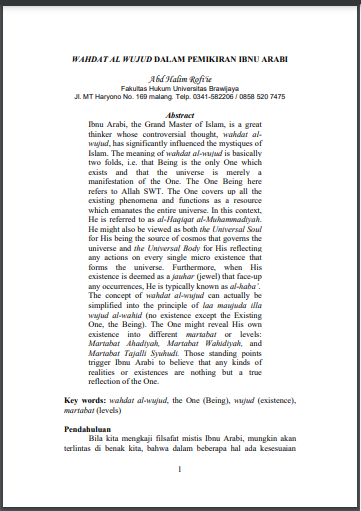 WAHDAT AL WUJUD DALAM PEMIKIRAN IBNU ARABI
Abd Halim Rofi'ie
Fakultas Hukum Universitas Brawijaya
Jl. MT Haryono No. 169 malang. Telp. 0341-582206 / 0858 520 7475
Abstract
Ibnu Arabi, the Grand Master of Islam, is a great
thinker whose controversial thought, wahdat al-
wujud, has significantly influenced the mystiques of
Islam. The meaning of wahdat al-wujud is basically
two folds, i.e. that Being is the only One which
exists and that the universe is merely a
manifestation of the One. The One Being here
refers to Allah SWT. The One covers up all the
existing phenomena and functions as a resource
which emanates the entire universe. In this context,
He is referred to as al-Haqiqat al-Muhammadiyah.
He might also be viewed as both the Universal Soul
for His being the source of cosmos that governs the
universe and the Universal Body for His reflecting
any actions on every single micro existence that
forms the universe. Furthermore, when His
existence is deemed as a jauhar (jewel) that face-up
any occurrences, He is typically known as al-haba'.
The concept of wahdat al-wujud can actually be
simplified into the principle of laa maujuda illa
wujud al-wahid (no existence except the Existing
One, the Being). The One might reveal His own
existence into different martabat or levels:
Martabat Ahadiyah, Martabat Wahidiyah, and
Martabat Tajalli Syuhudi. Those standing points
trigger Ibnu Arabi to believe that any kinds of
realities or existences are nothing but a true
reflection of the One.
Key words: wahdat al-wujud, the One (Being), wujud (existence),
martabat (levels)
Pendahuluan
Bila kita mengkaji filsafat mistis Ibnu Arabi, mungkin akan
terlintas di benak kita, bahwa dalam beberapa hal ada kesesuaian
1